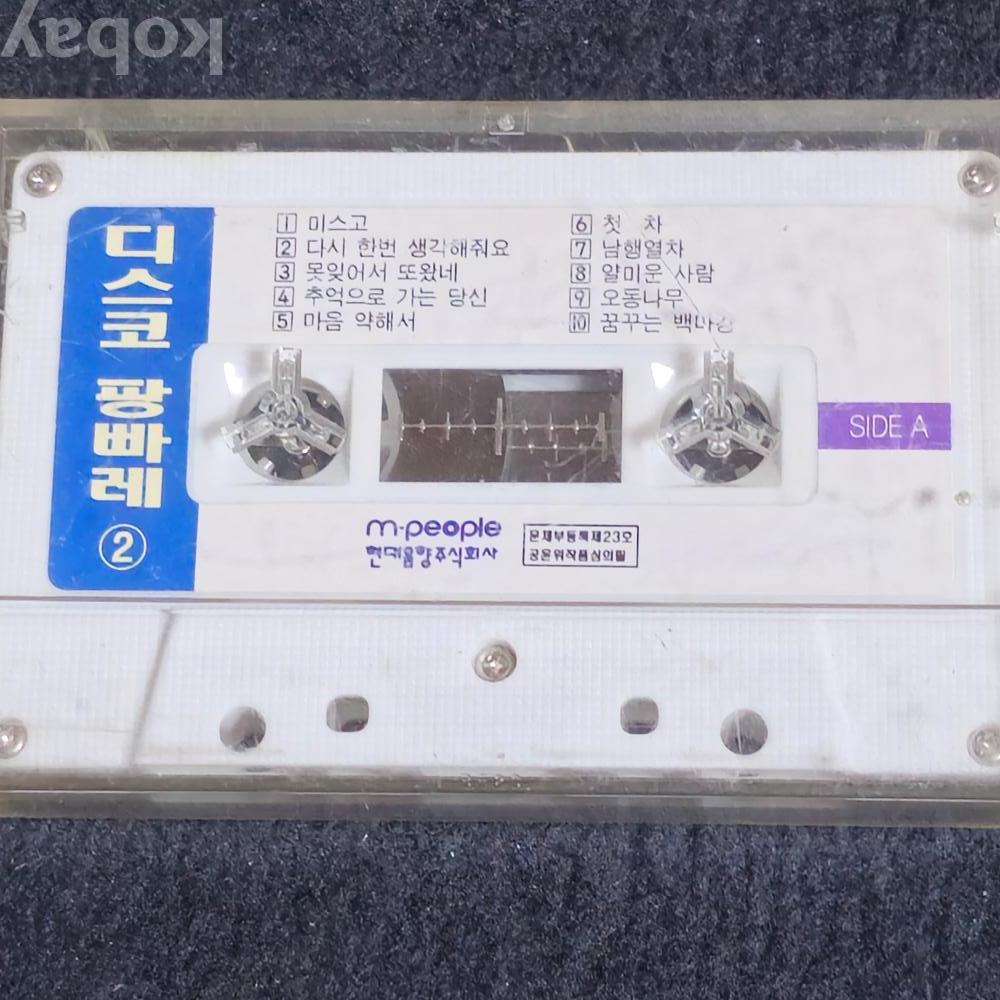 kobay
디스코 팡빠레 ②
1 미스고
2 다시 한번 생각해줘요
3 못잊어서 또왔네
4 추억으로 가는 당신
5 마음 약해서
6 첫 차
7 남행열차
8 얄미운 사람
9 오동나무
10 꿈꾸는 백마강
SIDE A
m·people
현대음향주식회사
문제부등록제23호
공윤위작품심의필